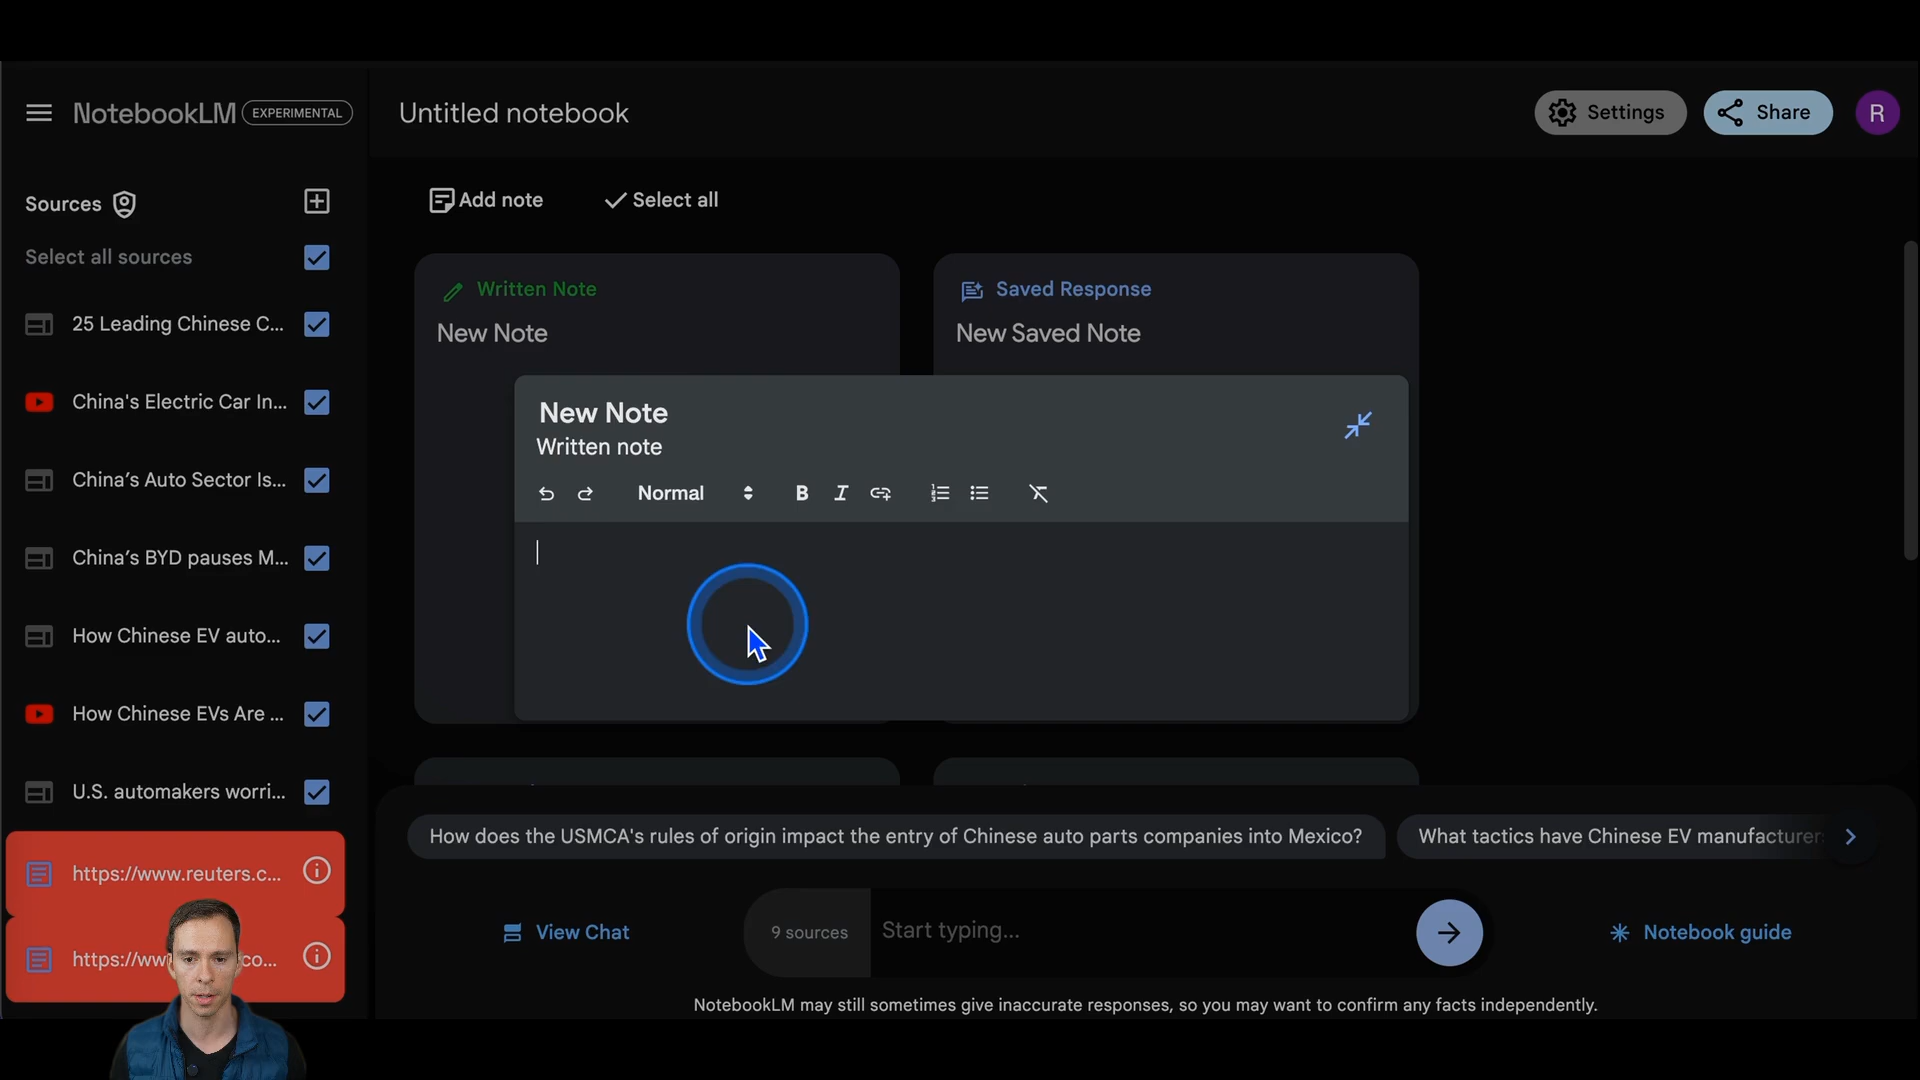 NotebookLM EXPERIMENTAL
Untitled notebook
Settings
Share
R
Sources
Select all sources
25 Leading Chinese C...
China's Electric Car In...
China's Auto Sector Is...
China's BYD pauses M...
How Chinese EV auto...
How Chinese EVs Are ...
U.S. automakers worri...
https://www.reuters.c...
https://ww co...
Add note
Select all
Written Note
New Note
Saved Response
New Saved Note
New Note
Written note
Normal
B I
How does the USMCA's rules of origin impact the entry of Chinese auto parts companies into Mexico?
What tactics have Chinese EV manufacturer
View Chat
9 sources
Start typing...
Notebook guide
NotebookLM may still sometimes give inaccurate responses, so you may want to confirm any facts independently.